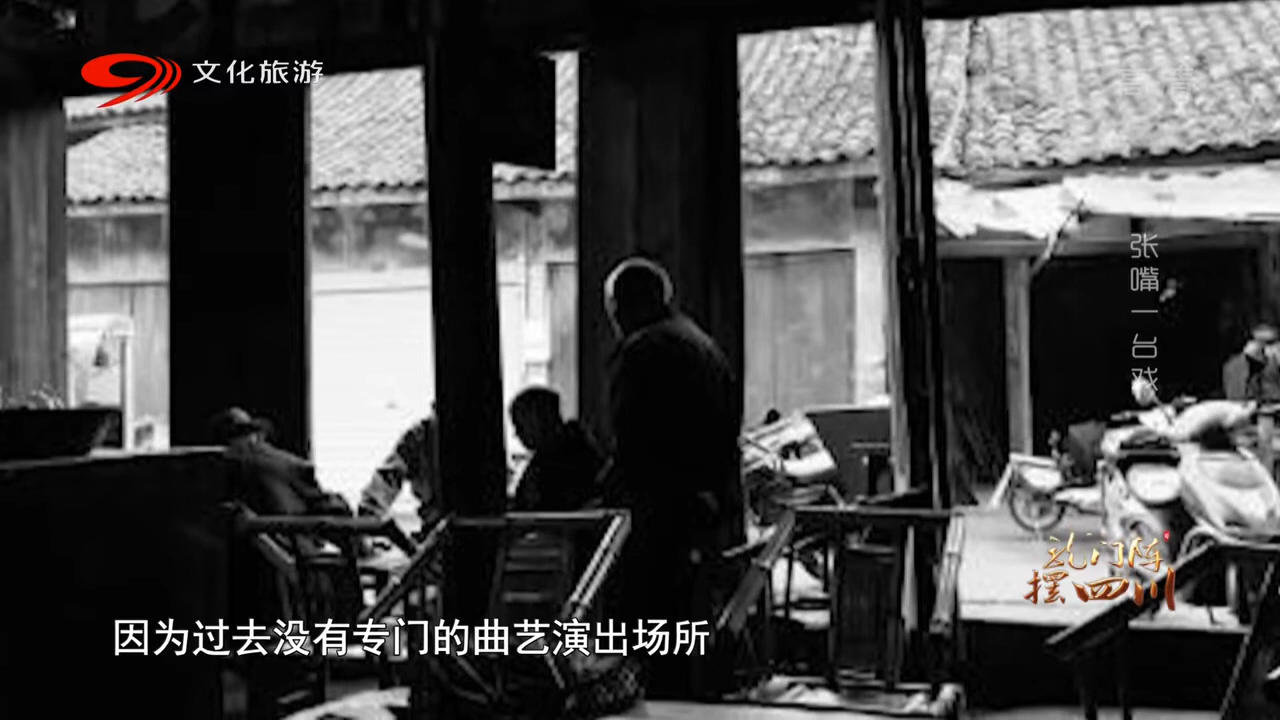 文化旅游
张嘴一台戏
龙门阵
摆四川
因为过去没有专门的曲艺演出场所